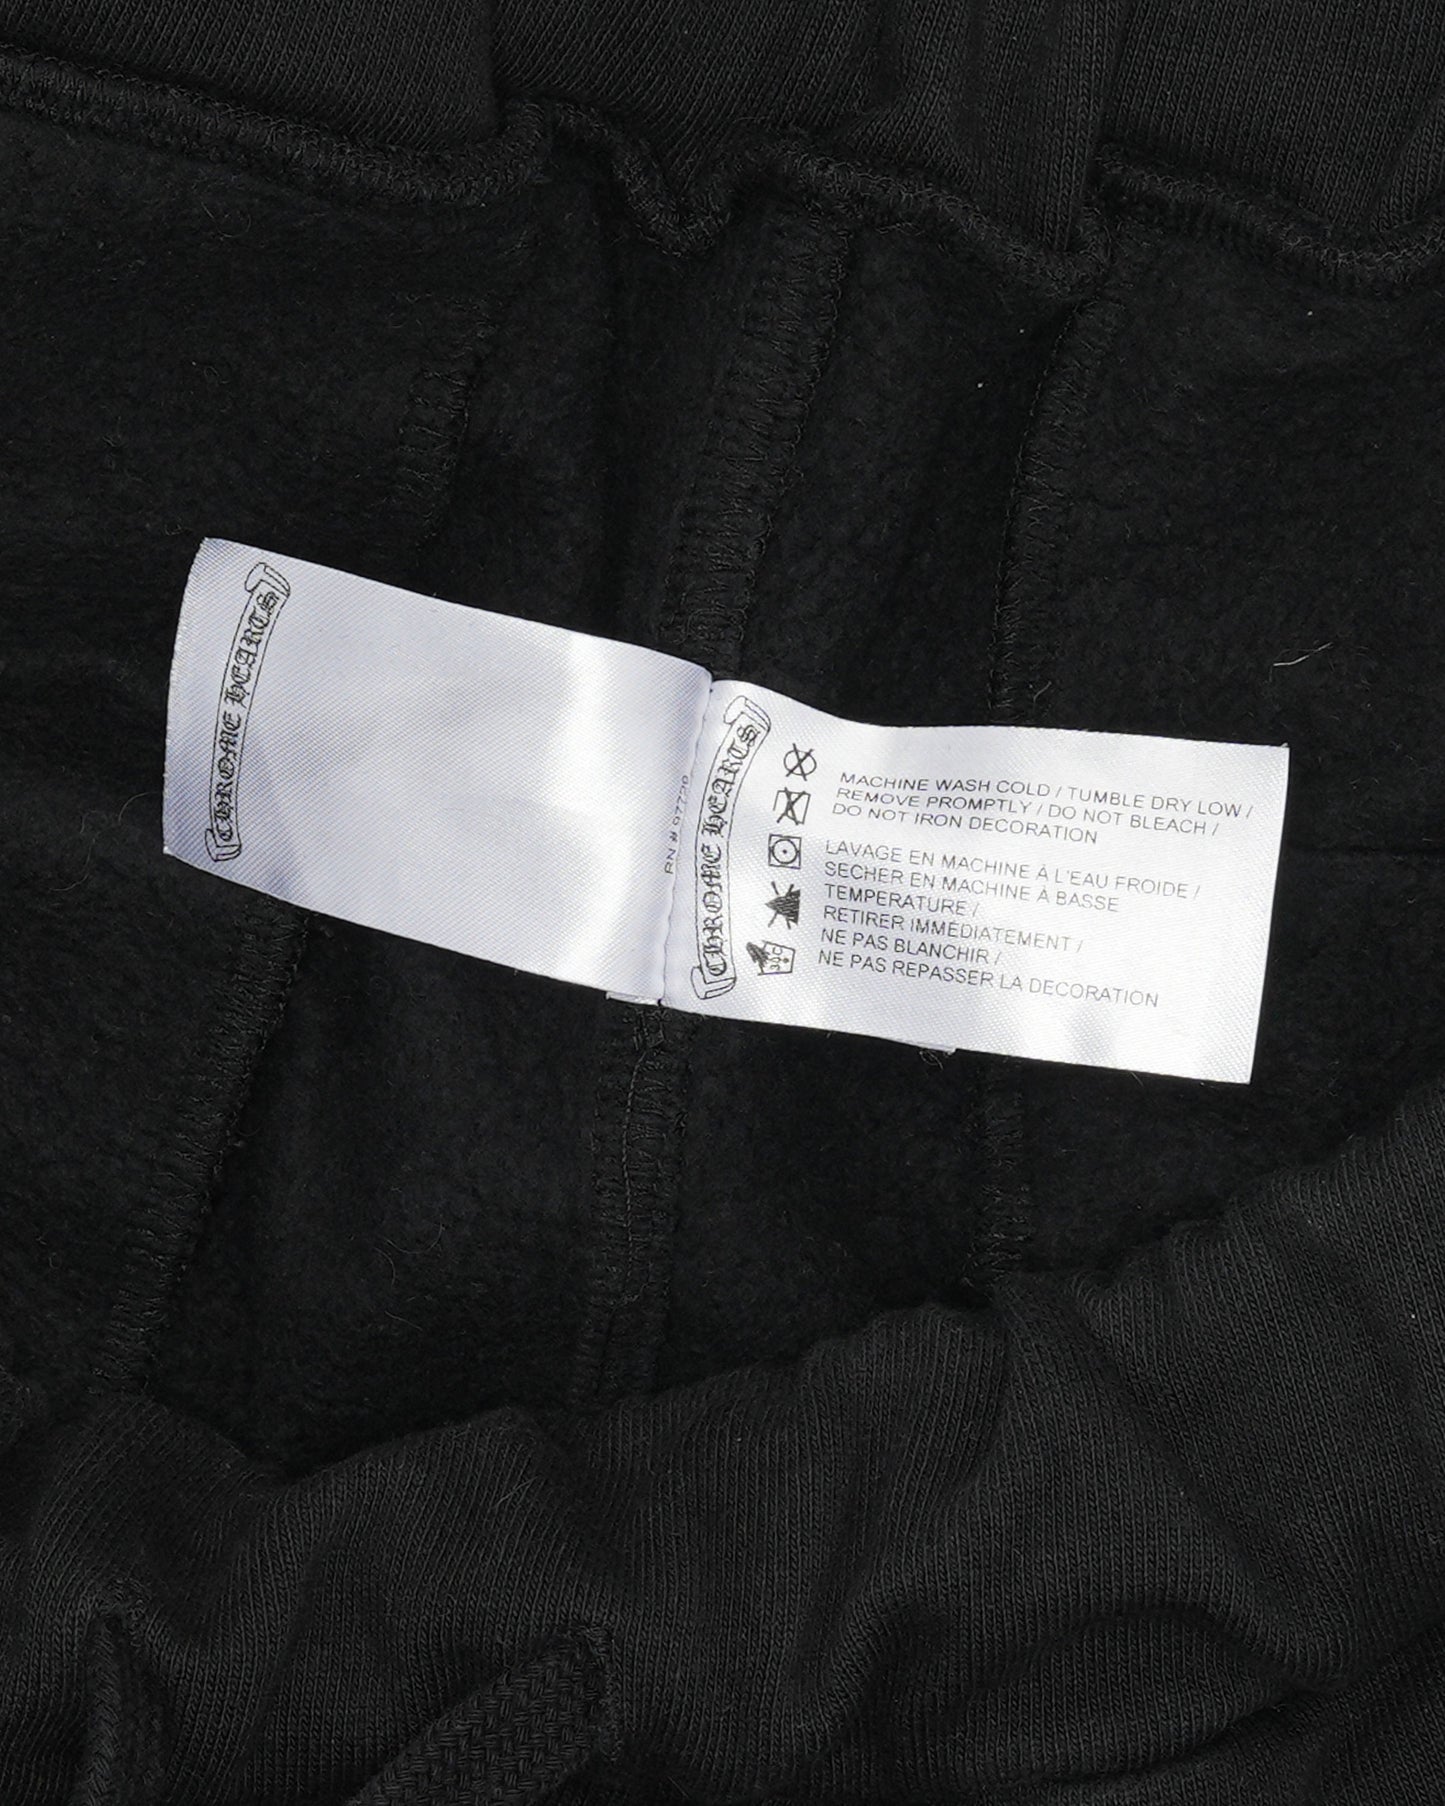 CHROME HEARTS
RN # 97720
CHROME HEARTS
MACHINE WASH COLD / TUMBLE DRY LOW /
REMOVE PROMPTLY / DO NOT BLEACH /
DO NOT IRON DECORATION
LAVAGE EN MACHINE À L'EAU FROIDE /
SECHER EN MACHINE À BASSE
TEMPERATURE /
RETIRER IMMÉDIATEMENT /
NE PAS BLANCHIR /
NE PAS REPASSER LA DECORATION